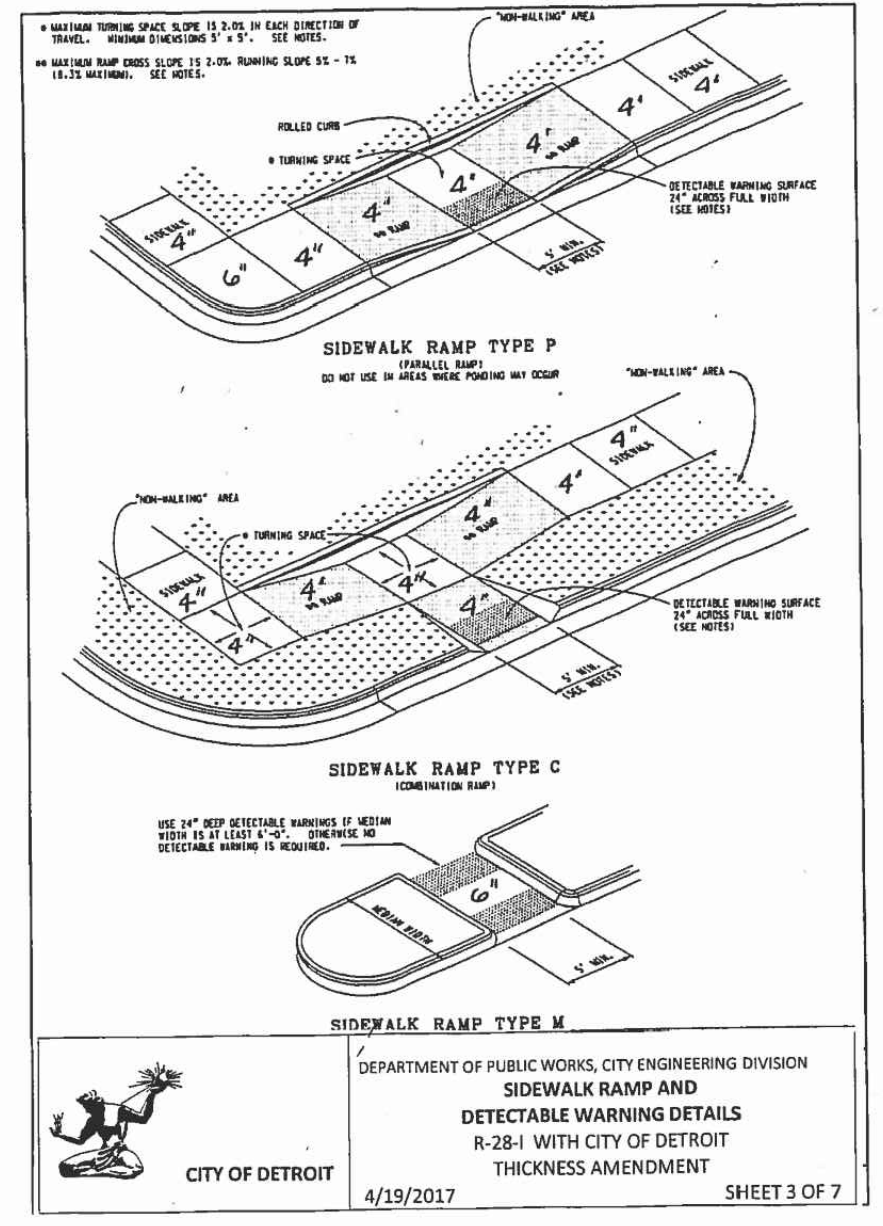 * MAXIMUM TURNING SPACE SLOPE IS 2.0% IN EACH DIRECTION OF
TRAVEL. MINIMUM DIMENSIONS 5' x 5'. SEE NOTES.
** MAXIMUM RAMP CROSS SLOPE IS 2.0%. RUNNING SLOPE 5% - 7%
(8.3% MAXIMUM). SEE NOTES.
"NON-WALKING" AREA
SIDEWALK
4"
4"
ROLLED CURB
4"
** RAMP
* TURNING SPACE
4"
DETECTABLE WARNING SURFACE
24" ACROSS FULL WIDTH
(SEE NOTES)
4"
** RAMP
SIDEWALK
4"
4"
6"
5' MIN.
(SEE NOTES)
SIDEWALK RAMP TYPE P
(PARALLEL RAMP)
DO NOT USE IN AREAS WHERE PONDING MAY OCCUR
"NON-WALKING" AREA
4"
SIDEWALK
4"
"NON-WALKING" AREA
4"
** RAMP
* TURNING SPACE
4"
SIDEWALK
4"
4"
** RAMP
4"
4"
DETECTABLE WARNING SURFACE
24" ACROSS FULL WIDTH
(SEE NOTES)
5' MIN.
(SEE NOTES)
SIDEWALK RAMP TYPE C
(COMBINATION RAMP)
USE 24" DEEP DETECTABLE WARNINGS IF MEDIAN
WIDTH IS AT LEAST 6'-0". OTHERWISE NO
DETECTABLE WARNING IS REQUIRED.
6"
MEDIAN WIDTH
5' MIN.
SIDEWALK RAMP TYPE M
DEPARTMENT OF PUBLIC WORKS, CITY ENGINEERING DIVISION
SIDEWALK RAMP AND
DETECTABLE WARNING DETAILS
R-28-I WITH CITY OF DETROIT
THICKNESS AMENDMENT
CITY OF DETROIT
4/19/2017
SHEET 3 OF 7